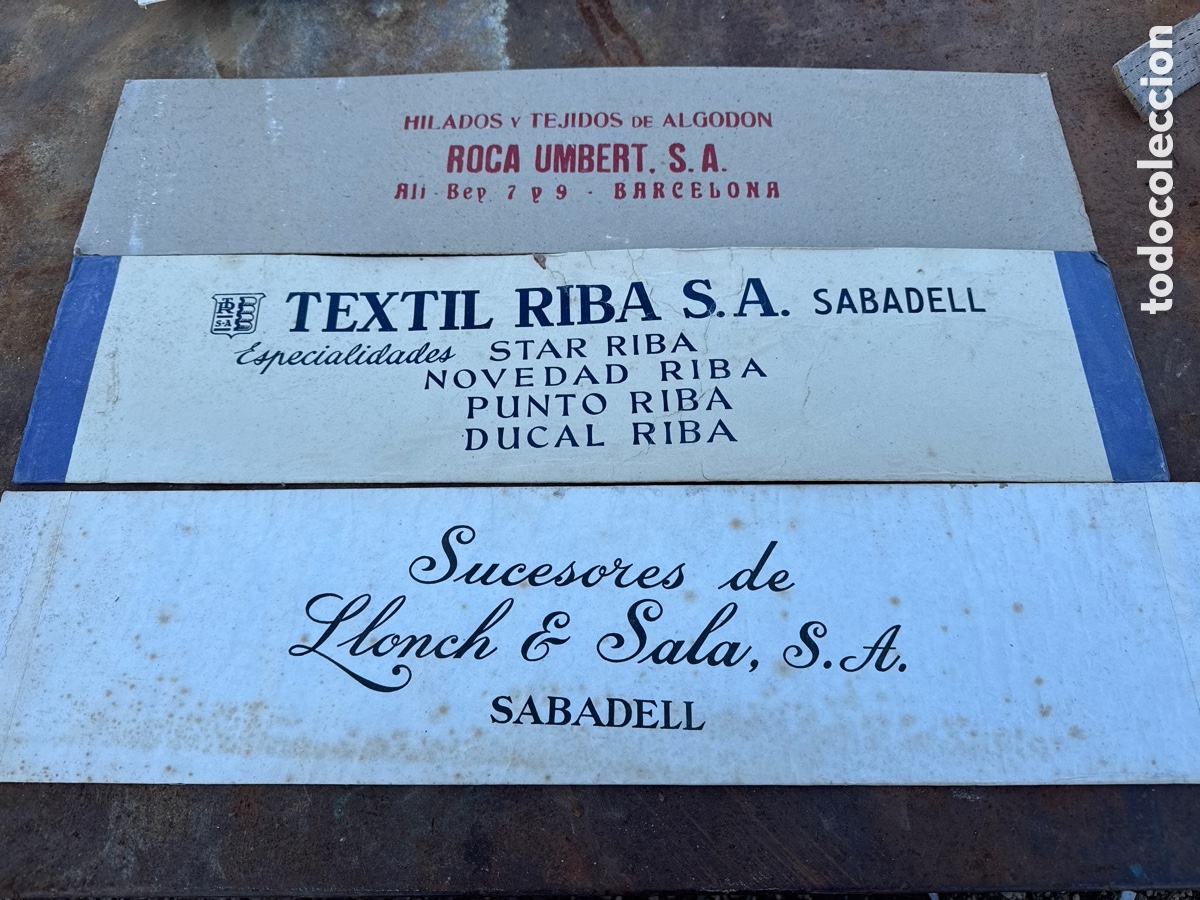 HILADOS Y TEJIDOS DE ALGODON
ROCA UMBERT. S. A.
Ali-Bey. 7 y 9 - BARCELONA
TEXTIL RIBA S.A. SABADELL
Especialidades STAR RIBA
NOVEDAD RIBA
PUNTO RIBA
DUCAL RIBA
Sucesores de
Llonch & Sala, S.A.
SABADELL
todocoleccion